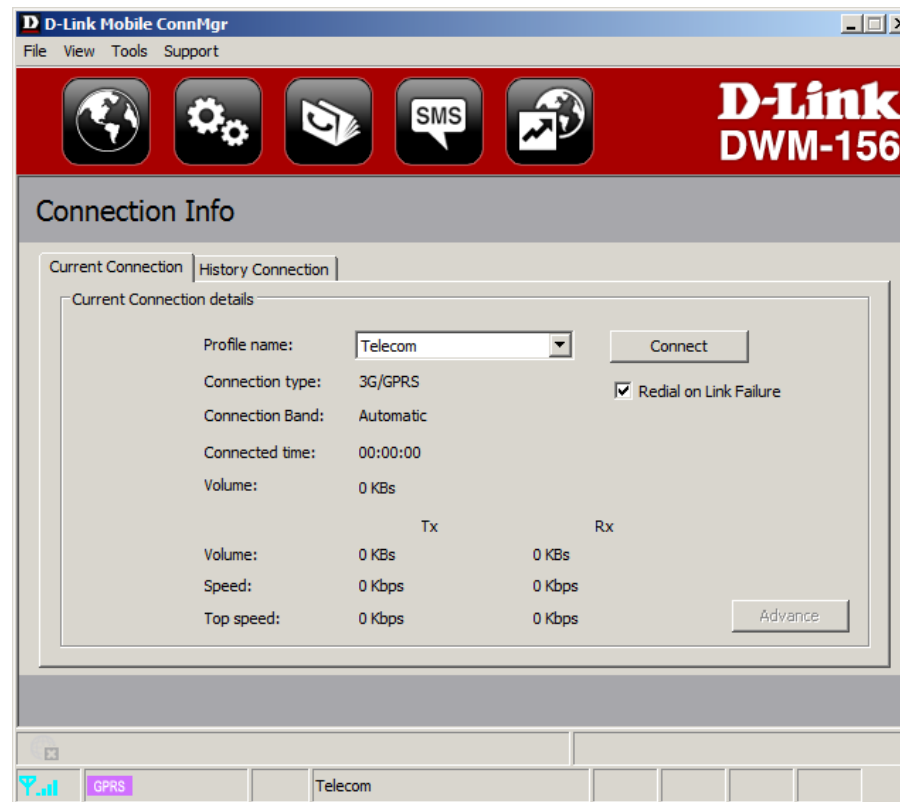 D D-Link Mobile ConnMgr
File View Tools Support
SMS
D-Link
DWM-156
Connection Info
Current Connection History Connection
Current Connection details
Profile name: Telecom Connect
Connection type: 3G/GPRS Redial on Link Failure
Connection Band: Automatic
Connected time: 00:00:00
Volume: 0 KBs
Tx Rx
Volume: 0 KBs 0 KBs
Speed: 0 Kbps 0 Kbps
Top speed: 0 Kbps 0 Kbps Advance
GPRS Telecom